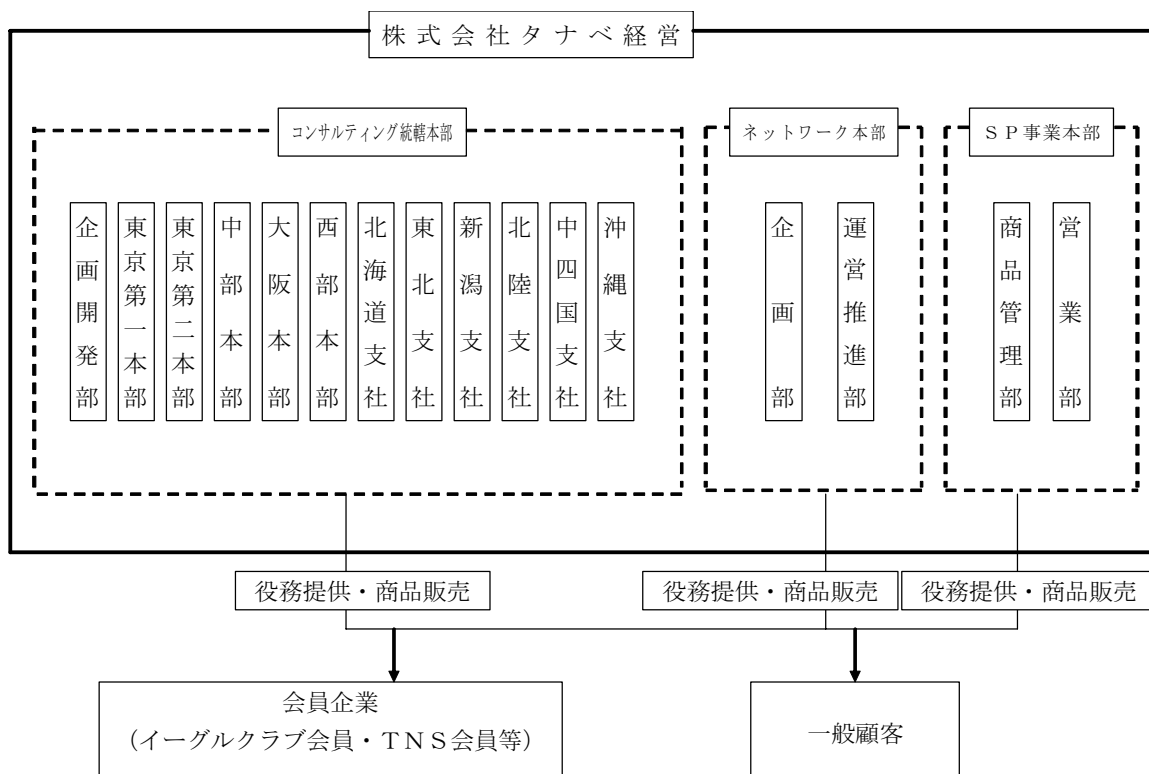 株式会社タナベ経営
コンサルティング統轄本部
ネットワーク本部
ＳＰ事業本部
企画開発部
東京第一本部
東京第二本部
中部本部
大阪本部
西部本部
北海道支社
東北支社
新潟支社
北陸支社
中四国支社
沖縄支社
企画部
運営推進部
商品管理部
営業部
役務提供・商品販売
役務提供・商品販売
役務提供・商品販売
会員企業
（イーグルクラブ会員・ＴＮＳ会員等）
一般顧客